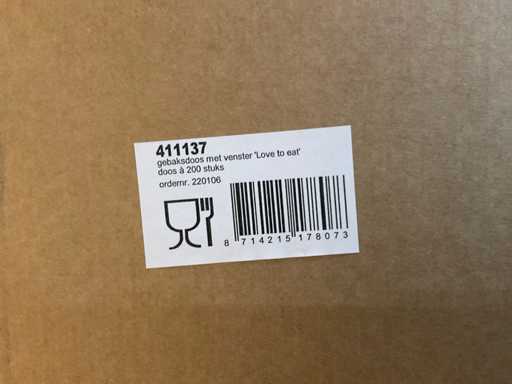 411137
gebaksdoos met venster 'Love to eat'
doos à 200 stuks
ordernr. 220106
8 714215 178073